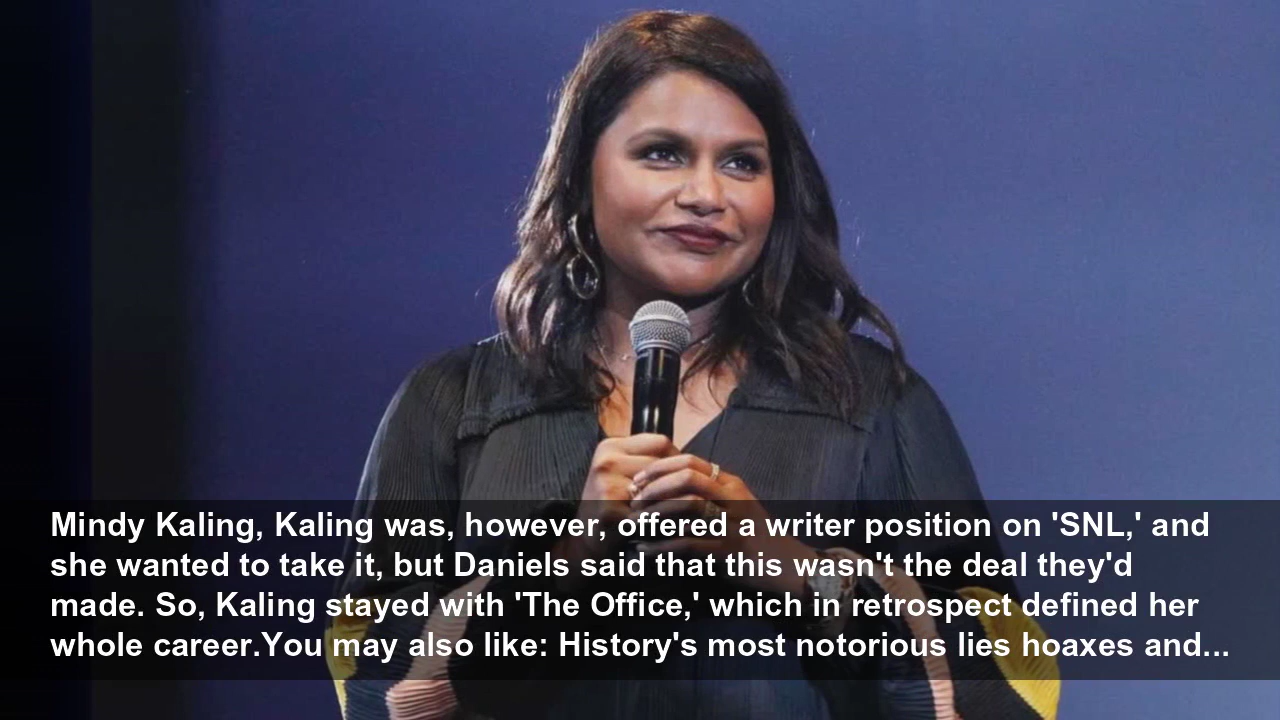 Mindy Kaling, Kaling was, however, offered a writer position on 'SNL,' and
she wanted to take it, but Daniels said that this wasn't the deal they'd
made. So, Kaling stayed with 'The Office,' which in retrospect defined her
whole career.You may also like: History's most notorious lies hoaxes and...